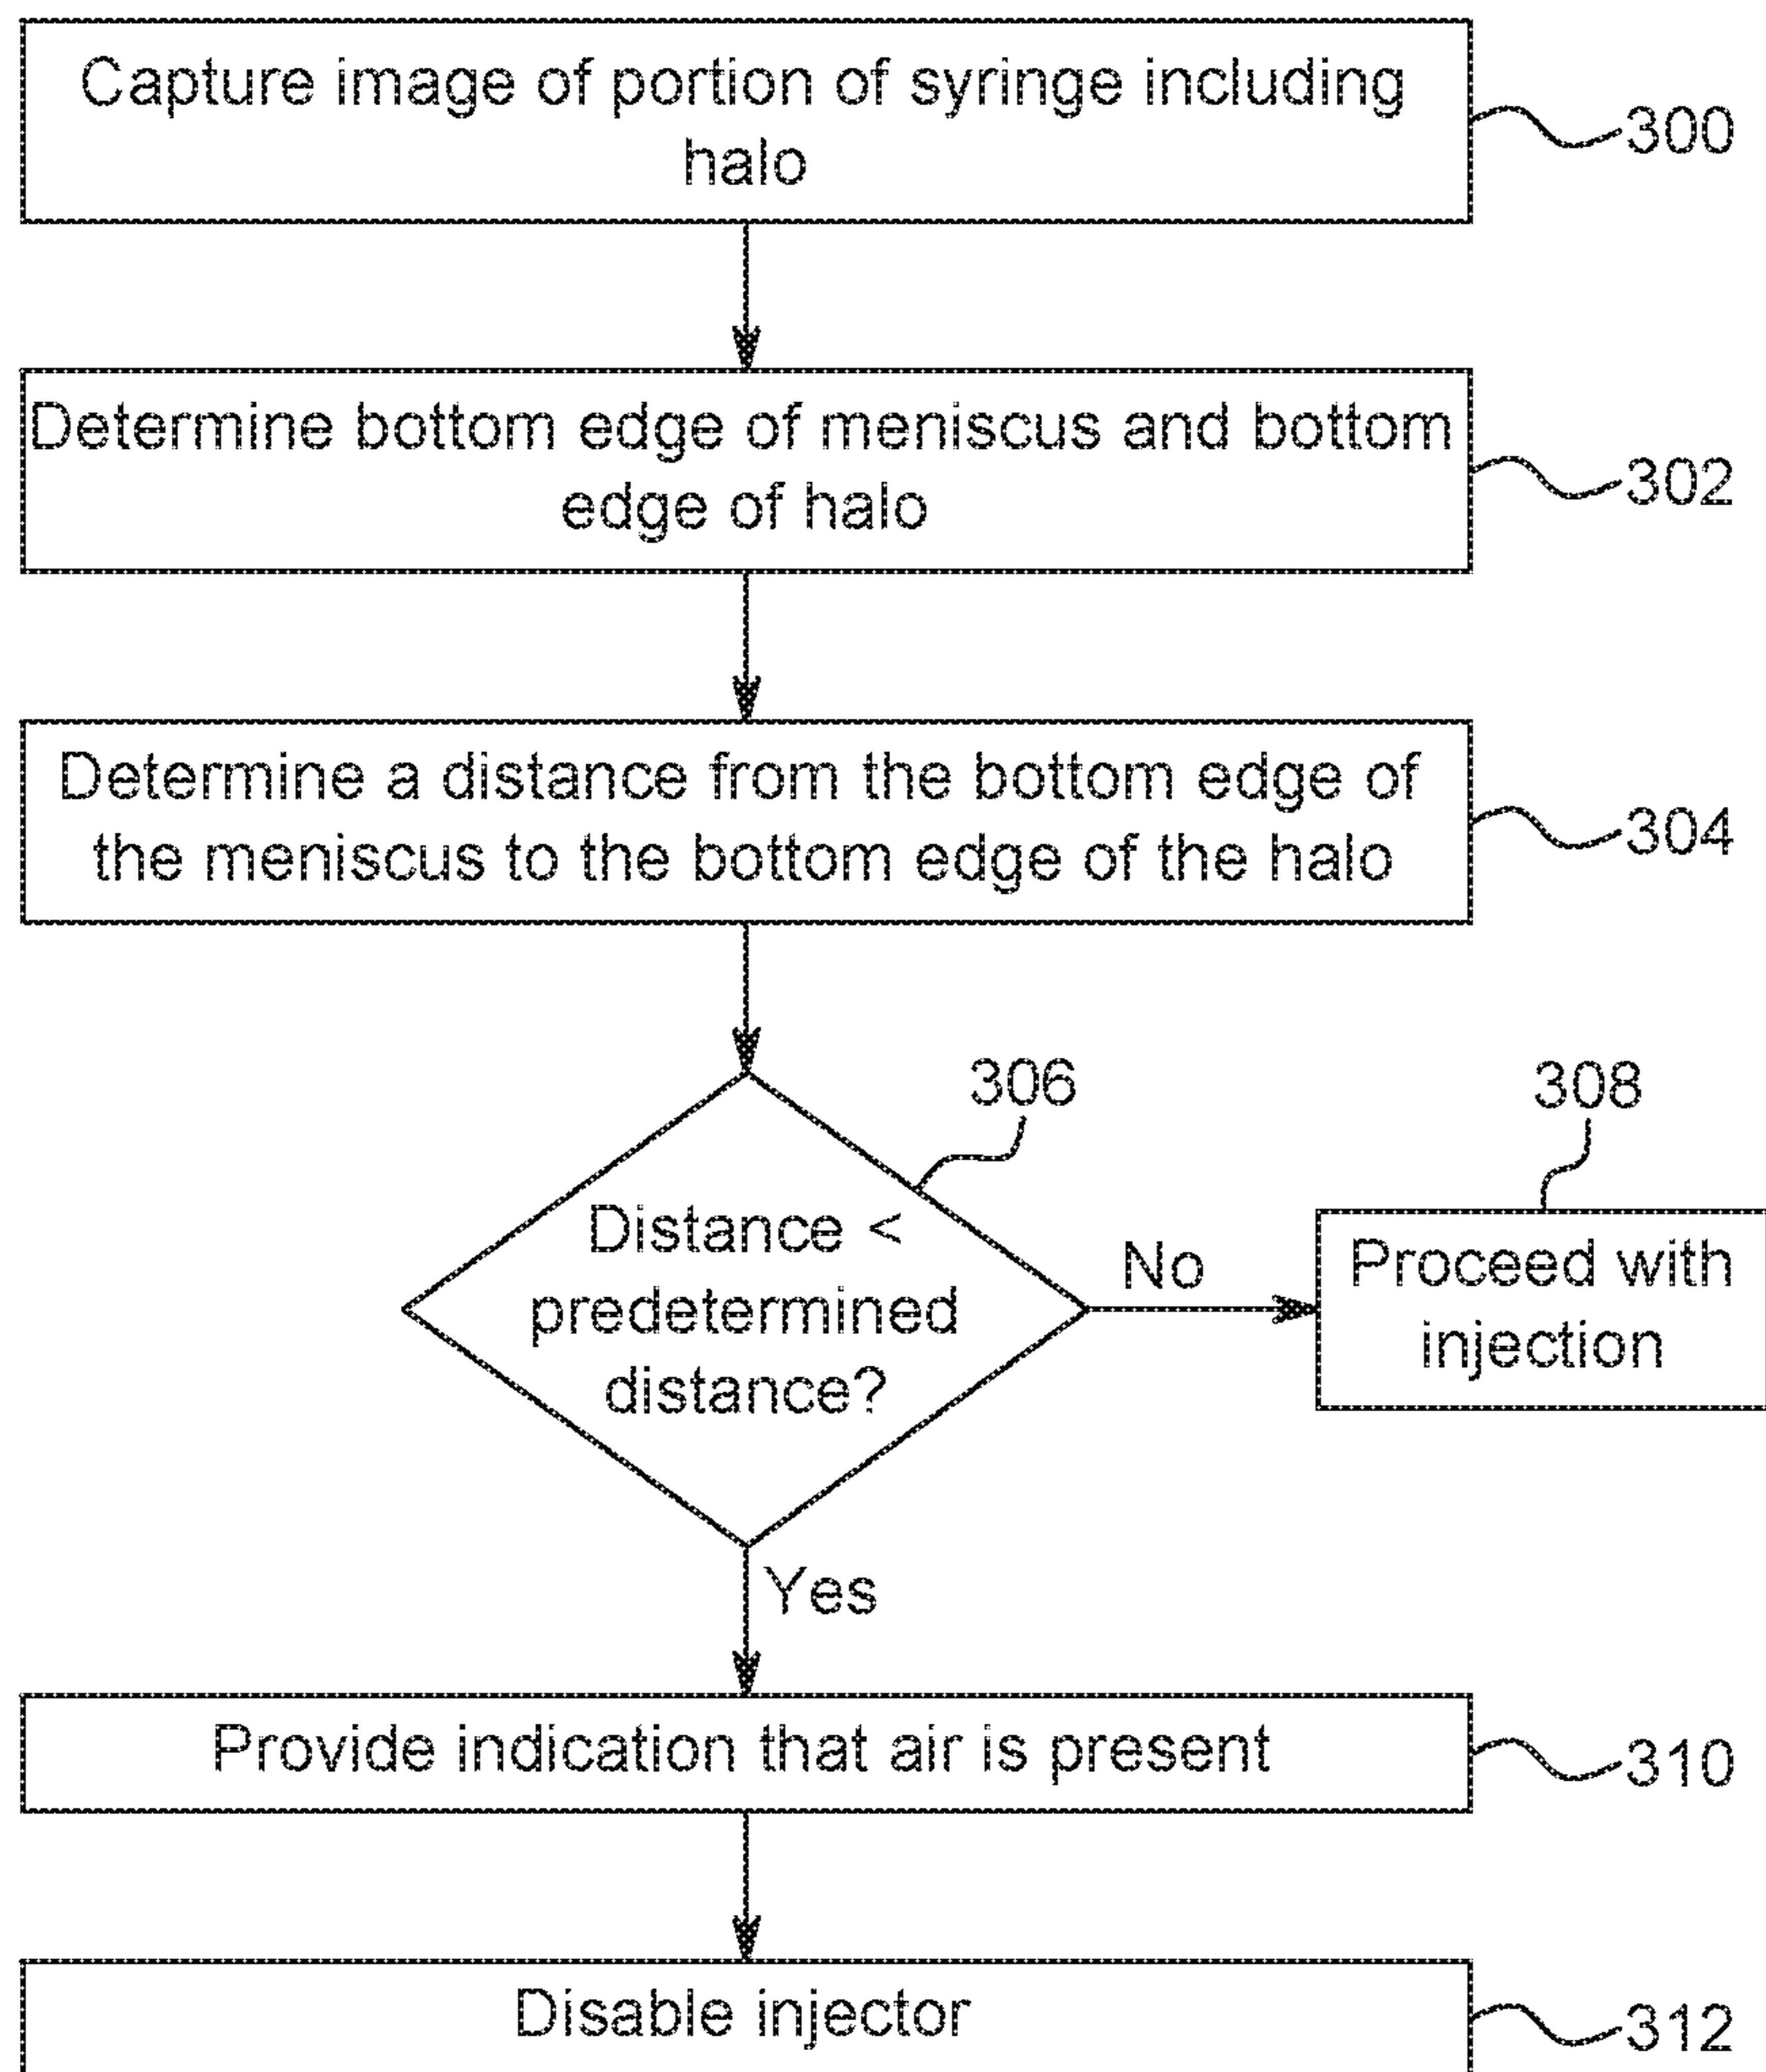 Capture image of portion of syringe including
halo
300
Determine bottom edge of meniscus and bottom
edge of halo
302
Determine a distance from the bottom edge of
the meniscus to the bottom edge of the halo
304
306
308
Distance <
predetermined
distance?
No
Proceed with
injection
Yes
Provide indication that air is present
310
Disable injector
312